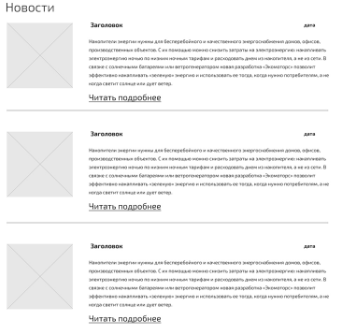 Новости
Заголовок дата
Накопители энергии нужны для бесперебойного и качественного энергоснабжения домов, офисов,
производственных объектов. С их помощью можно снизить затраты на электроэнергию: накапливать
электроэнергию ночью по низким ночным тарифам и расходовать днем из накопителя, а не из сети. В
связке с солнечными батареями или ветрогенератором новая разработка «Экомоторс» позволит
эффективно накапливать «зеленую» энергию и использовать ее тогда, когда нужно потребителям, а не
когда светит солнце или дует ветер.
Читать подробнее
Заголовок дата
Накопители энергии нужны для бесперебойного и качественного энергоснабжения домов, офисов,
производственных объектов. С их помощью можно снизить затраты на электроэнергию: накапливать
электроэнергию ночью по низким ночным тарифам и расходовать днем из накопителя, а не из сети. В
связке с солнечными батареями или ветрогенератором новая разработка «Экомоторс» позволит
эффективно накапливать «зеленую» энергию и использовать ее тогда, когда нужно потребителям, а не
когда светит солнце или дует ветер.
Читать подробнее
Заголовок дата
Накопители энергии нужны для бесперебойного и качественного энергоснабжения домов, офисов,
производственных объектов. С их помощью можно снизить затраты на электроэнергию: накапливать
электроэнергию ночью по низким ночным тарифам и расходовать днем из накопителя, а не из сети. В
связке с солнечными батареями или ветрогенератором новая разработка «Экомоторс» позволит
эффективно накапливать «зеленую» энергию и использовать ее тогда, когда нужно потребителям, а не
когда светит солнце или дует ветер.
Читать подробнее